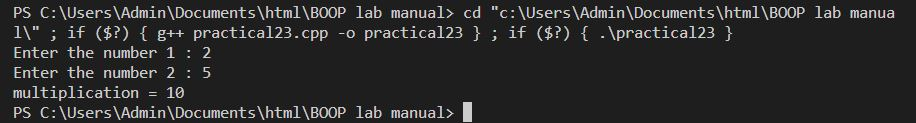 PS C:\Users\Admin\Documents\html\BOOP lab manual> cd "c:\Users\Admin\Documents\html\BOOP lab manua
l\" ; if ($?) { g++ practical23.cpp -o practical23 } ; if ($?) { .\practical23 }
Enter the number 1 : 2
Enter the number 2 : 5
multiplication = 10
PS C:\Users\Admin\Documents\html\BOOP lab manual>